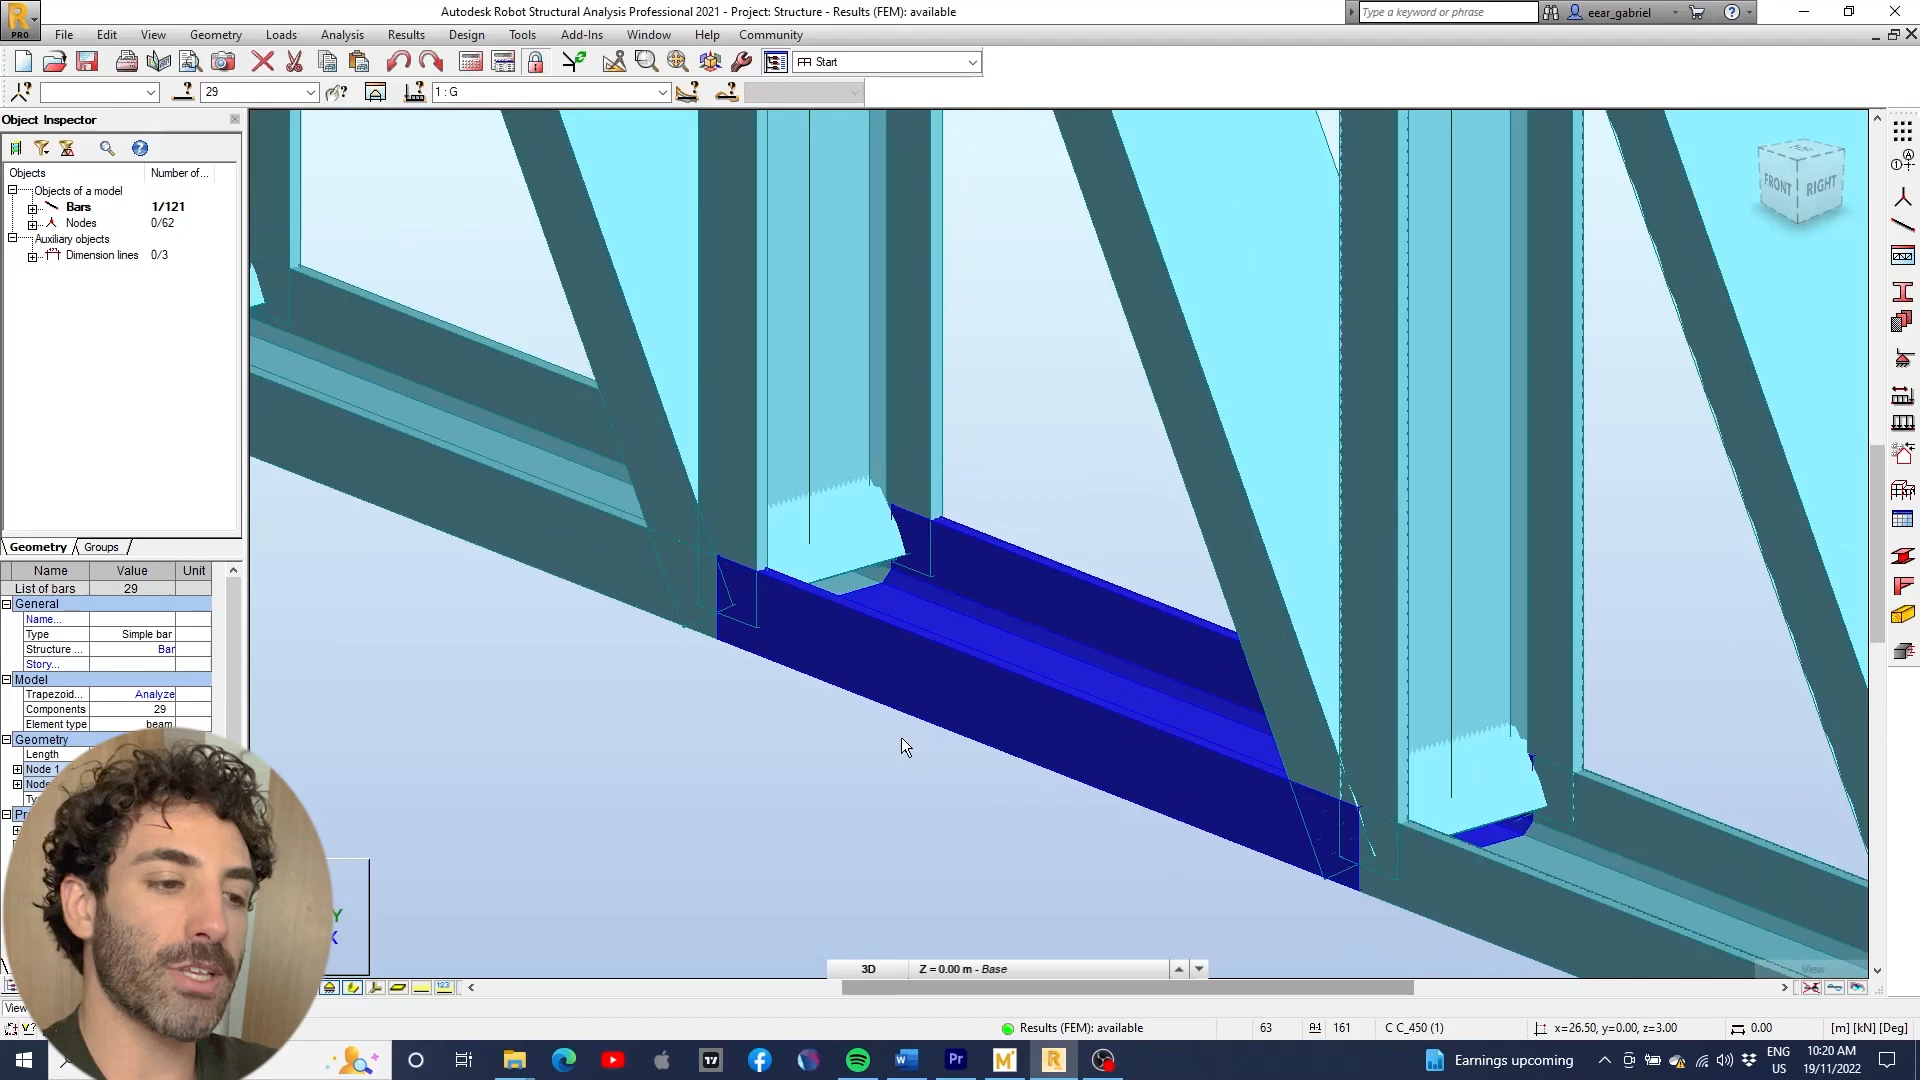 Autodesk Robot Structural Analysis Professional 2021 - Project: Structure - Results (FEM): available
Type a keyword or phrase
eear_gabriel
PRO
File Edit View Geometry Loads Analysis Results Design Tools Add-Ins Window Help Community
Start
29
1 : G
Object Inspector
Objects Number of...
Objects of a model
Bars 1/121
Nodes 0/62
Auxiliary objects
Dimension lines 0/3
TOP
FRONT RIGHT
Geometry Groups
Name Value Unit
List of bars 29
General
Name...
Type Simple bar
Structure ... Bar
Story...
Model
Trapezoid... Analyze
Components 29
Element type beam
Geometry
Length
Node 1
Node
Y
X
3D Z = 0.00 m - Base
View
View
Results (FEM): available 63 161 C C_450 (1) x=26.50, y=0.00, z=3.00 0.00 [m] [kN] [Deg]
Earnings upcoming
ENG
US
10:20 AM
19/11/2022